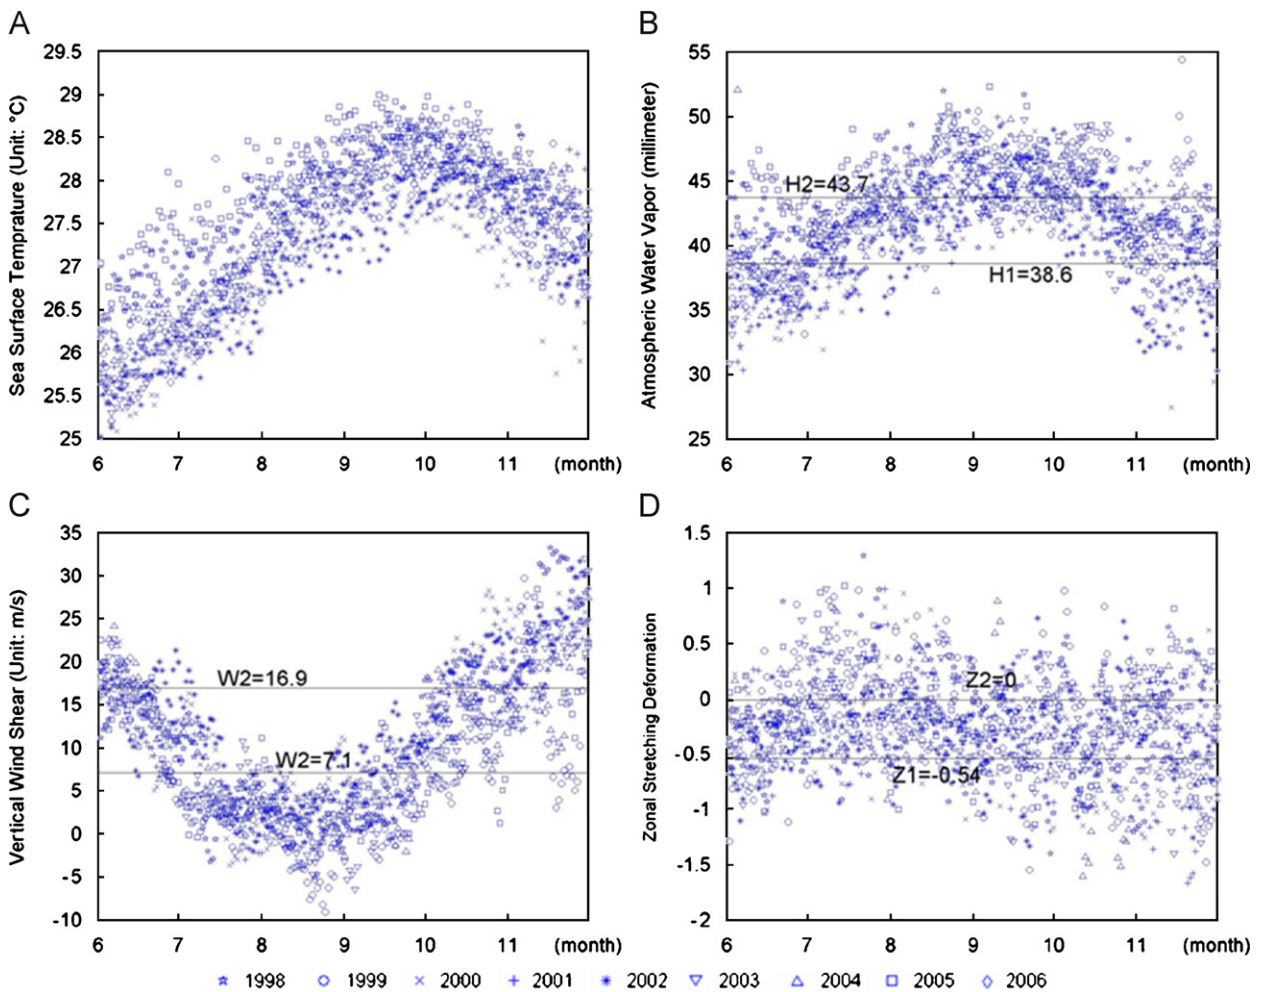 A
Sea Surface Temprature (Unit: °C)
29.5
29
28.5
28
27.5
27
26.5
26
25.5
25
6 7 8 9 10 11 (month)
B
Atmospheric Water Vapor (millimeter)
55
50
45
40
35
30
25
H2=43.7
H1=38.6
6 7 8 9 10 11 (month)
C
Vertical Wind Shear (Unit: m/s)
35
30
25
20
15
10
5
0
-5
-10
W2=16.9
W2=7.1
6 7 8 9 10 11 (month)
D
Zonal Stretching Deformation
1.5
1
0.5
0
-0.5
-1
-1.5
-2
Z2=0
Z1=-0.54
6 7 8 9 10 11 (month)
1998 1999 2000 2001 2002 2003 2004 2005 2006